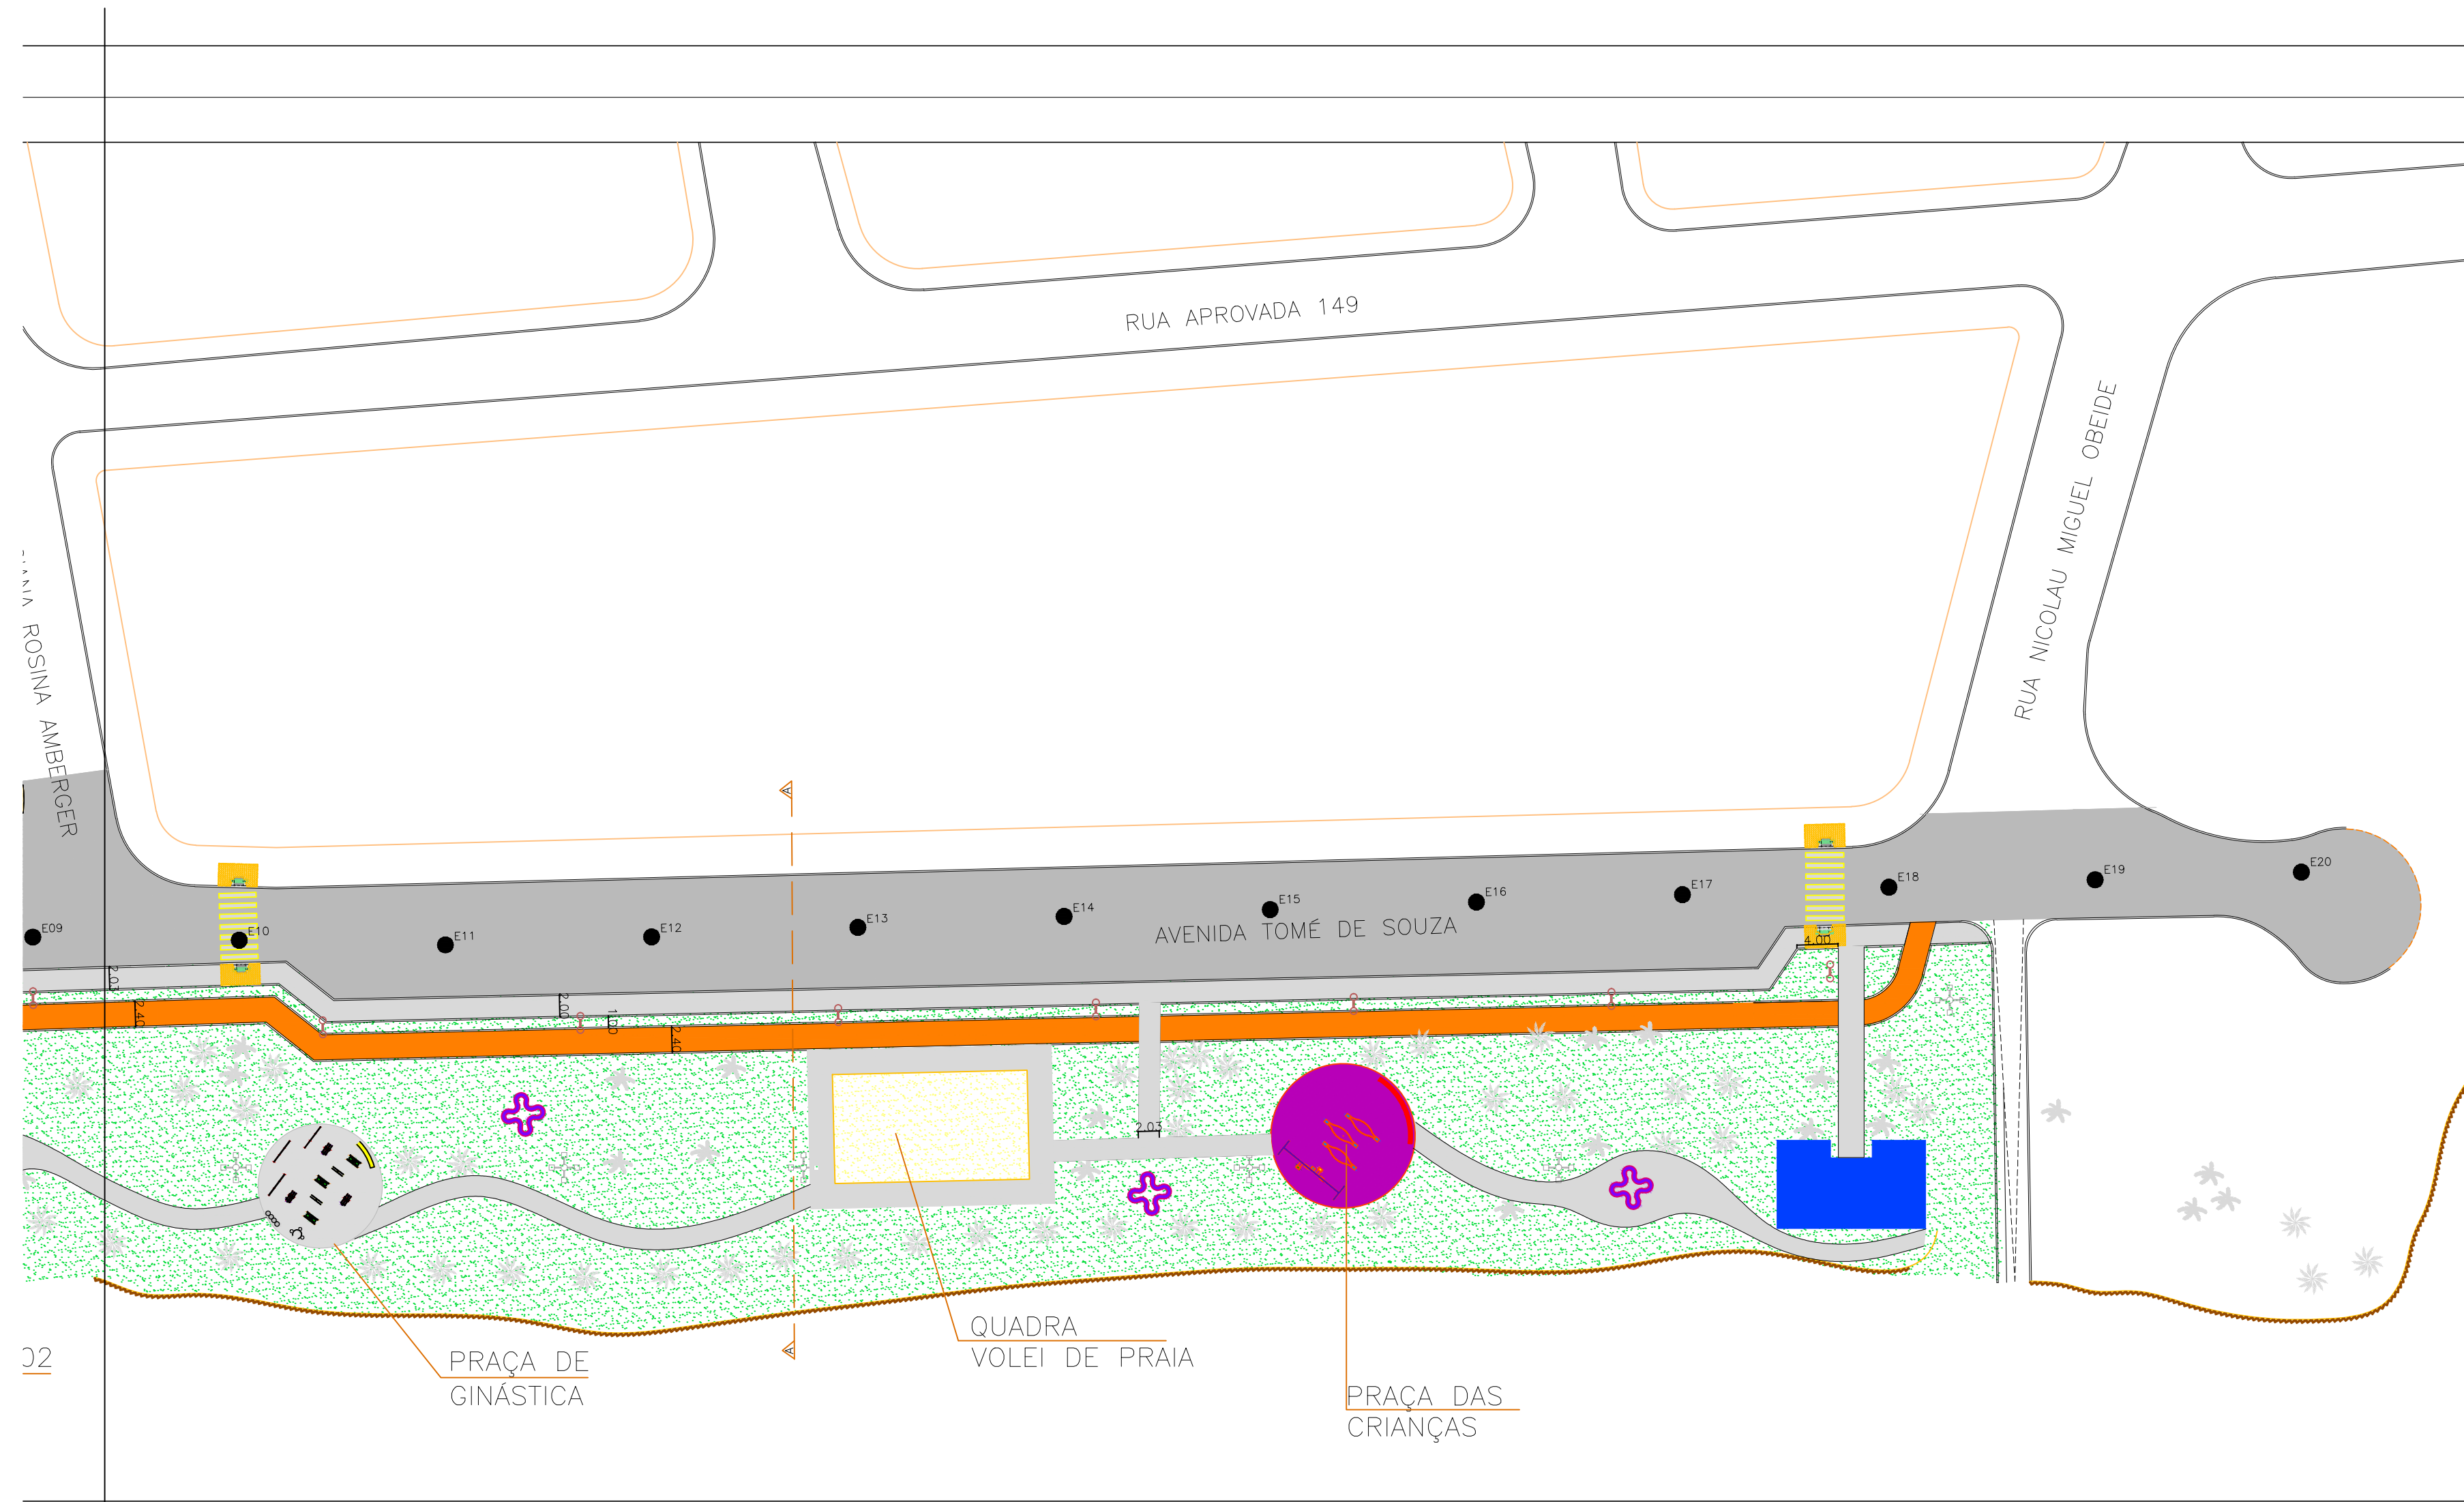 RUA APROVADA 149
RUA NICOLAU MIGUEL OBEIDE
ROSINA AMBERGER
A
E09
E10
E11
E12
E13
E14
E15
E16
E17
E18
E19
E20
AVENIDA TOMÉ DE SOUZA
4.00
2.03
2.40
2.00
1.00
2.40
2.03
A
QUADRA
VOLEI DE PRAIA
02
PRAÇA DE
GINÁSTICA
PRAÇA DAS
CRIANÇAS